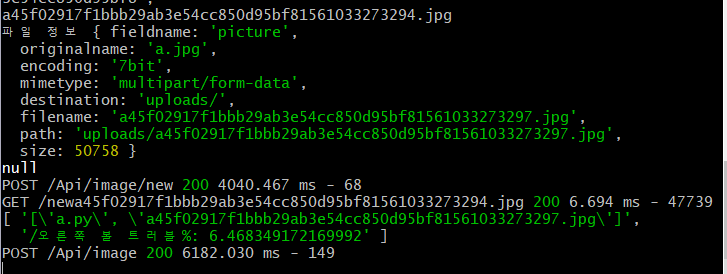 a45f02917f1bbb29ab3e54cc850d95bf81561033273294.jpg
파일 정보 { fieldname: 'picture',
originalname: 'a.jpg',
encoding: '7bit',
mimetype: 'multipart/form-data',
destination: 'uploads/',
filename: 'a45f02917f1bbb29ab3e54cc850d95bf81561033273297.jpg',
path: 'uploads/a45f02917f1bbb29ab3e54cc850d95bf81561033273297.jpg',
size: 50758 }
null
POST /Api/image/new 200 4040.467 ms - 68
GET /newa45f02917f1bbb29ab3e54cc850d95bf81561033273294.jpg 200 6.694 ms - 47739
[ '[\'a.py\', \'a45f02917f1bbb29ab3e54cc850d95bf81561033273297.jpg\']',
'/오른쪽 볼 트러블%: 6.468349172169992' ]
POST /Api/image 200 6182.030 ms - 149